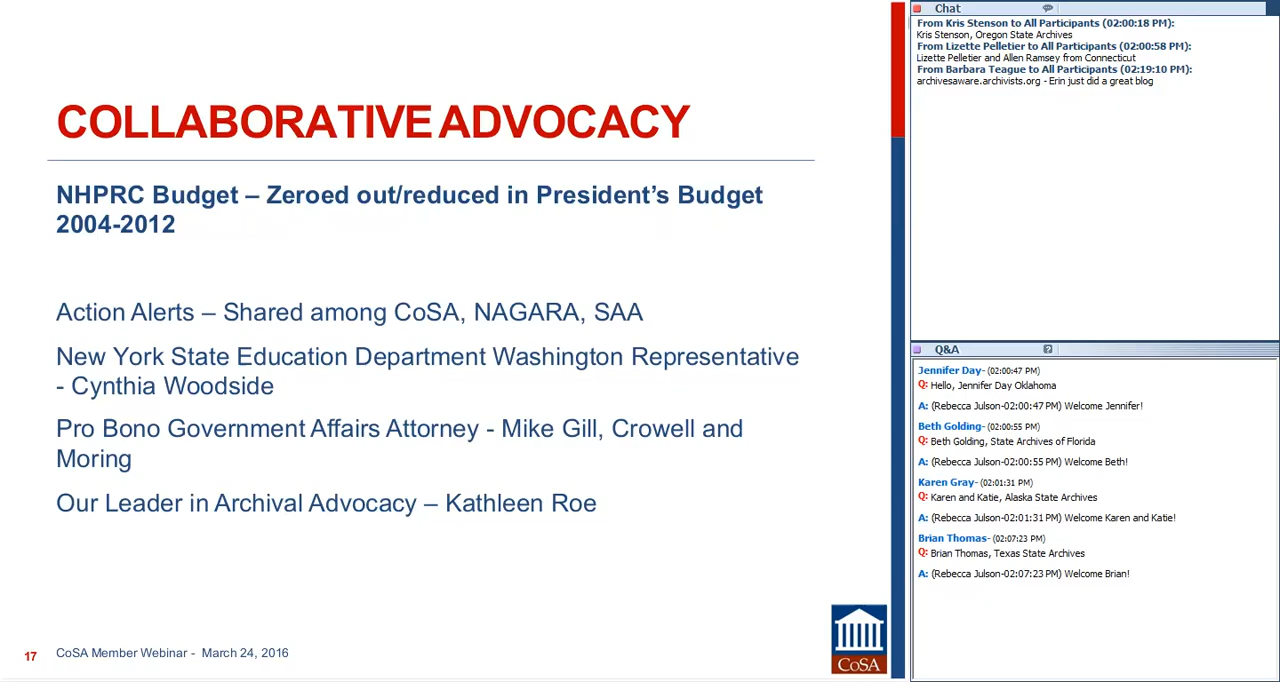 COLLABORATIVE ADVOCACY
NHPRC Budget – Zeroed out/reduced in President's Budget
2004-2012
Action Alerts – Shared among CoSA, NAGARA, SAA
New York State Education Department Washington Representative
- Cynthia Woodside
Pro Bono Government Affairs Attorney - Mike Gill, Crowell and
Moring
Our Leader in Archival Advocacy – Kathleen Roe
17 CoSA Member Webinar - March 24, 2016
CoSA
Chat
From Kris Stenson to All Participants (02:00:18 PM):
Kris Stenson, Oregon State Archives
From Lizette Pelletier to All Participants (02:00:58 PM):
Lizette Pelletier and Allen Ramsey from Connecticut
From Barbara Teague to All Participants (02:19:10 PM):
archivesaware.archivists.org - Erin just did a great blog
Q&A
Jennifer Day- (02:00:47 PM)
Q: Hello, Jennifer Day Oklahoma
A: (Rebecca Julson-02:00:47 PM) Welcome Jennifer!
Beth Golding- (02:00:55 PM)
Q: Beth Golding, State Archives of Florida
A: (Rebecca Julson-02:00:55 PM) Welcome Beth!
Karen Gray- (02:01:31 PM)
Q: Karen and Katie, Alaska State Archives
A: (Rebecca Julson-02:01:31 PM) Welcome Karen and Katie!
Brian Thomas- (02:07:23 PM)
Q: Brian Thomas, Texas State Archives
A: (Rebecca Julson-02:07:23 PM) Welcome Brian!